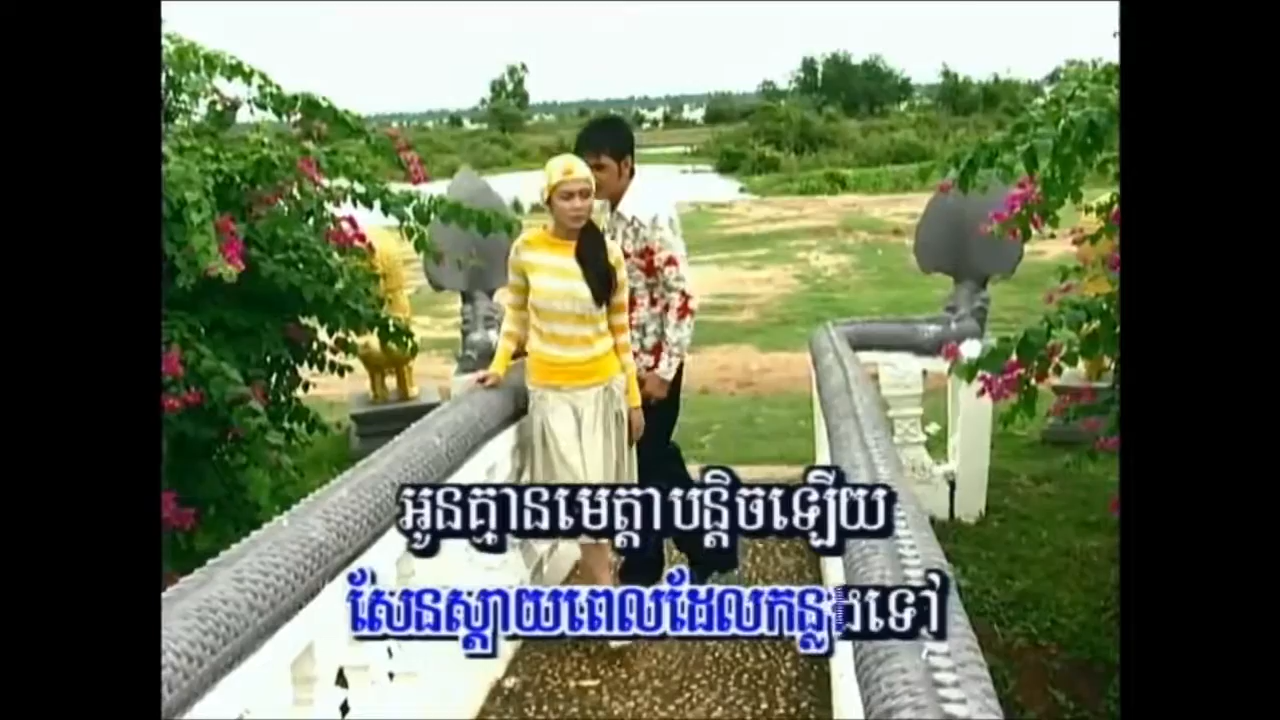 អូនគ្មានមេត្តាបន្តិចឡើយ
សែនស្ដាយពេលដែលកន្លងទៅ